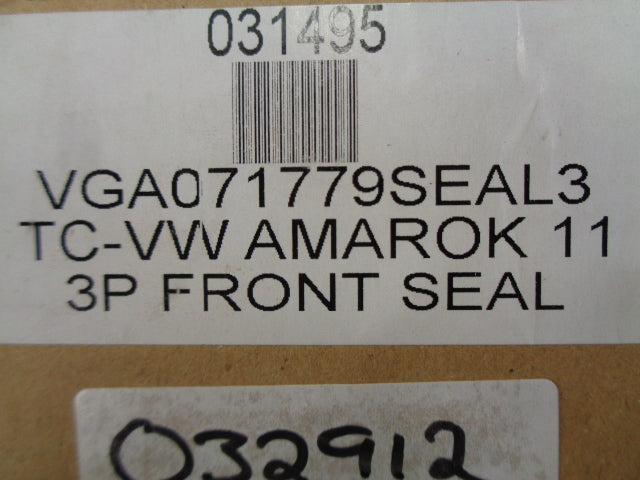 031495
VGA071779SEAL3
TC-VW AMAROK 11
3P FRONT SEAL
032912